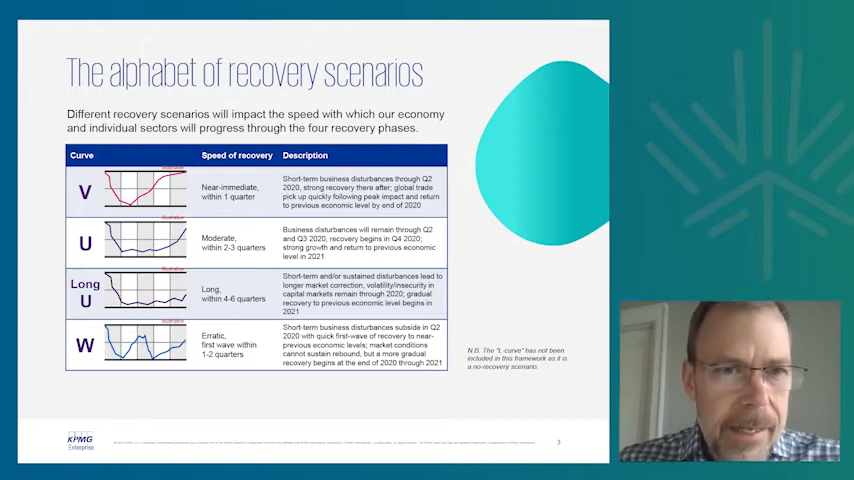 The alphabet of recovery scenarios
Different recovery scenarios will impact the speed with which our economy
and individual sectors will progress through the four recovery phases.
Curve Speed of recovery Description
V
Near-immediate,
within 1 quarter
Short-term business disturbances through Q2
2020, strong recovery there after; global trade
pick up quickly following peak impact and return
to previous economic level by end of 2020
U
Moderate,
within 2-3 quarters
Business disturbances will remain through Q2
and Q3 2020, recovery begins in Q4 2020;
strong growth and return to previous economic
level in 2021
Long
U
Long,
within 4-6 quarters
Short-term and/or sustained disturbances lead to
longer market correction, volatility/insecurity in
capital markets remain through 2020; gradual
recovery to previous economic level begins in
2021
W
Erratic,
first wave within
1-2 quarters
Short-term business disturbances subside in Q2
2020 with quick first-wave of recovery to near-
previous economic levels; market conditions
cannot sustain rebound, but a more gradual
recovery begins at the end of 2020 through 2021
N.B. The "L-curve" has not been
included in this framework as it is
a no-recovery scenario.
KPMG
Enterprise
3